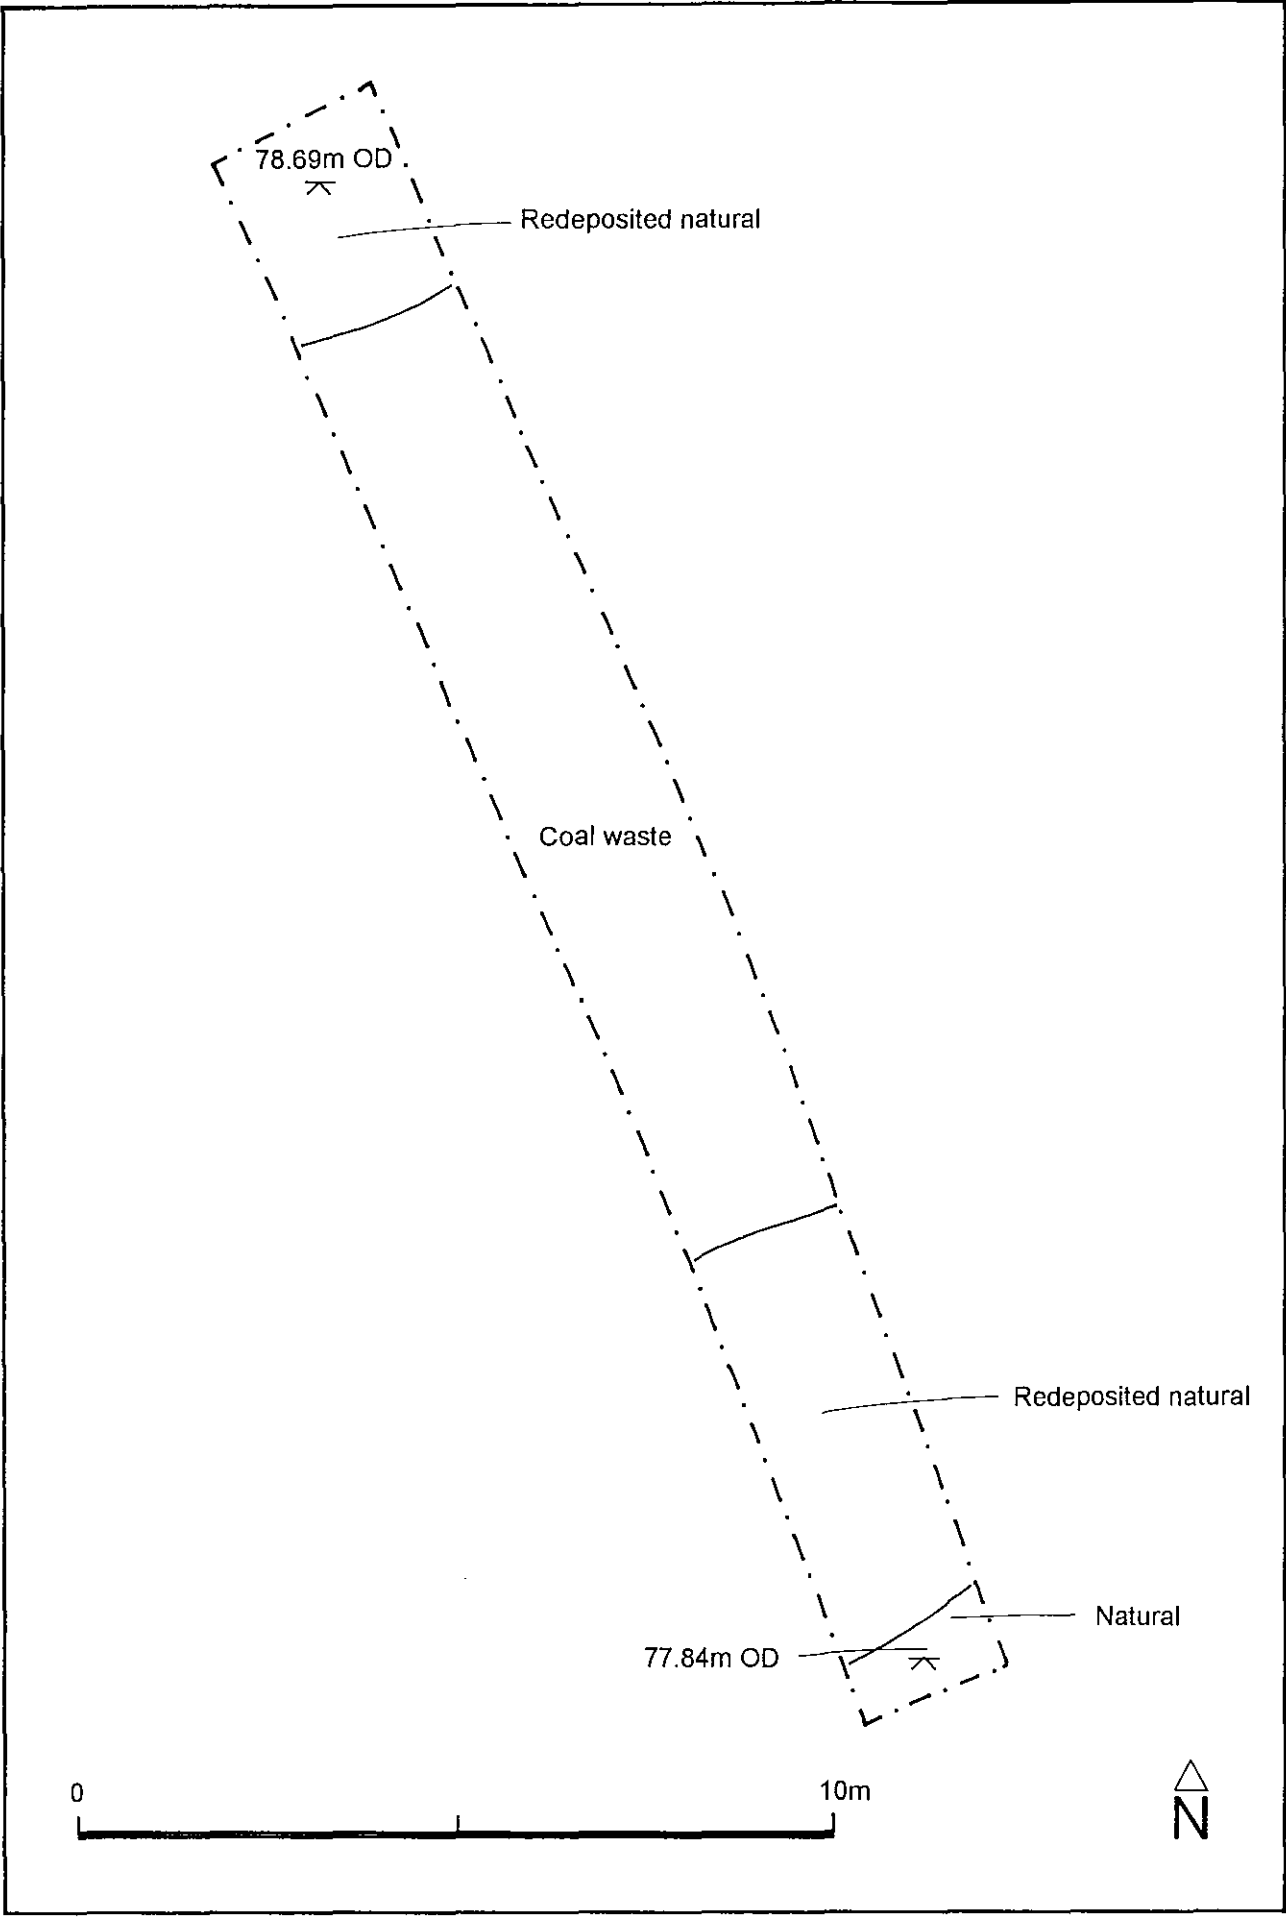 78.69m OD
Redeposited natural
Coal waste
Redeposited natural
Natural
77.84m OD
0
10m
N